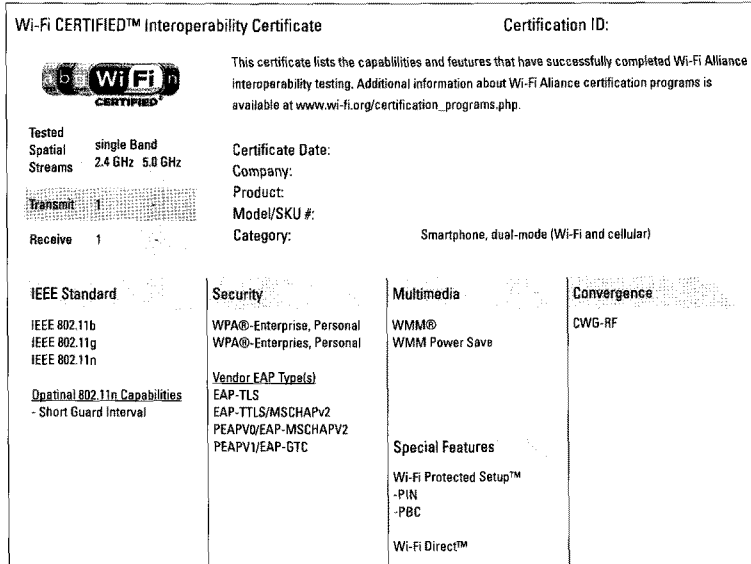 Wi-Fi CERTIFIED™ Interoperability Certificate
Certification ID:
This certificate lists the capablilities and feutures that have successfully completed Wi-Fi Alliance
interoperability testing. Additional information about Wi-Fi Aliance certification programs is
available at www.wi-fi.org/certification_programs.php.
a b g Wi Fi n
CERTIFIED®
Tested
Spatial
Streams
single Band
2.4 GHz 5.0 GHz
Transmit 1 -
Receive 1 -
Certificate Date:
Company:
Product:
Model/SKU #:
Category: Smartphone, dual-mode (Wi-Fi and cellular)
IEEE Standard
IEEE 802.11b
IEEE 802.11g
IEEE 802.11n
Opatinal 802.11n Capabilities
- Short Guard Interval
Security
WPA®-Enterprise, Personal
WPA®-Enterpries, Personal
Vendor EAP Type(s)
EAP-TLS
EAP-TTLS/MSCHAPv2
PEAPV0/EAP-MSCHAPV2
PEAPV1/EAP-GTC
Multimedia
WMM®
WMM Power Save
Special Features
Wi-Fi Protected Setup™
-PIN
-PBC
Wi-Fi Direct™
Convergence
CWG-RF